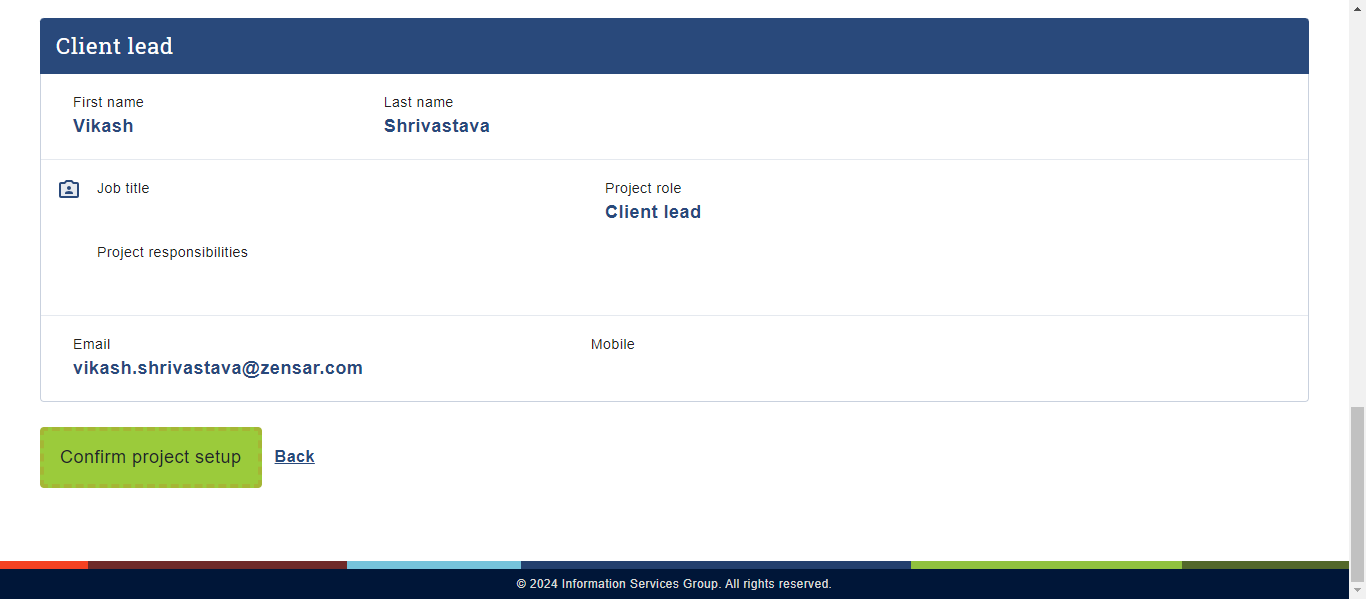 Client lead
First name
Last name
Vikash
Shrivastava
Job title
Project role
Client lead
Project responsibilities
Email
Mobile
vikash.shrivastava@zensar.com
Confirm project setup
Back
© 2024 Information Services Group. All rights reserved.